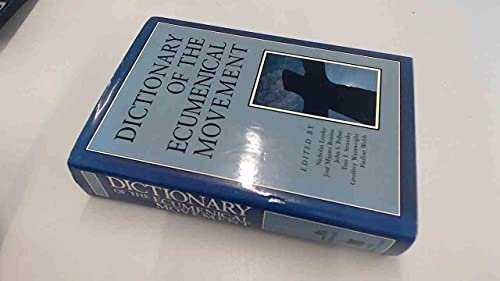 DICTIONARY
OF THE
ECUMENICAL
MOVEMENT
EDITED BY
Nicholas Lossky
José Míguez Bonino
John S. Pobee
Tom F. Stransky
Geoffrey Wainwright
Pauline Webb
DICTIONARY
OF THE ECUMENICAL
MOVEMENT